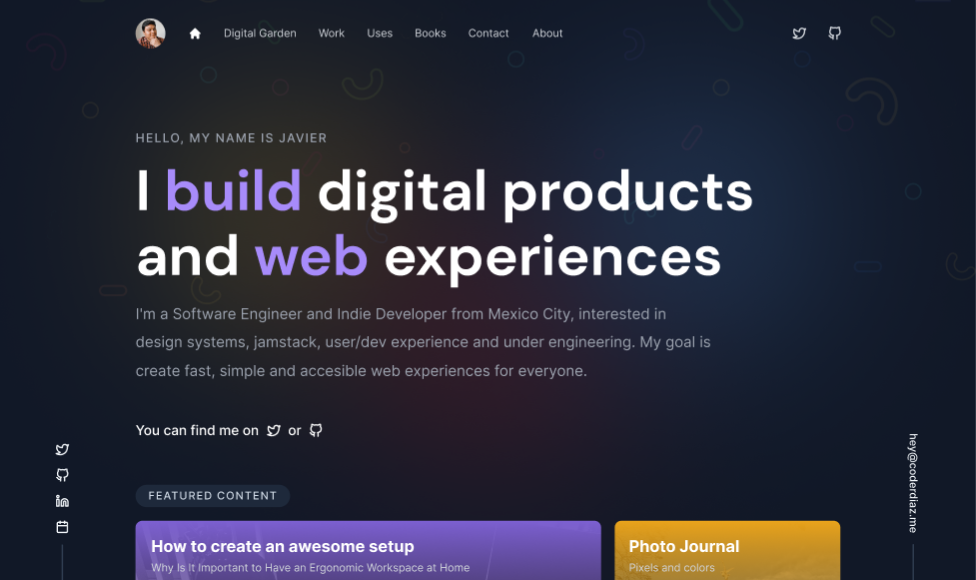 Digital Garden Work Uses Books Contact About
HELLO, MY NAME IS JAVIER
I build digital products
and web experiences
I'm a Software Engineer and Indie Developer from Mexico City, interested in
design systems, jamstack, user/dev experience and under engineering. My goal is
create fast, simple and accesible web experiences for everyone.
You can find me on or
hey@coderdiaz.me
FEATURED CONTENT
How to create an awesome setup
Why Is It Important to Have an Ergonomic Workspace at Home
Photo Journal
Pixels and colors